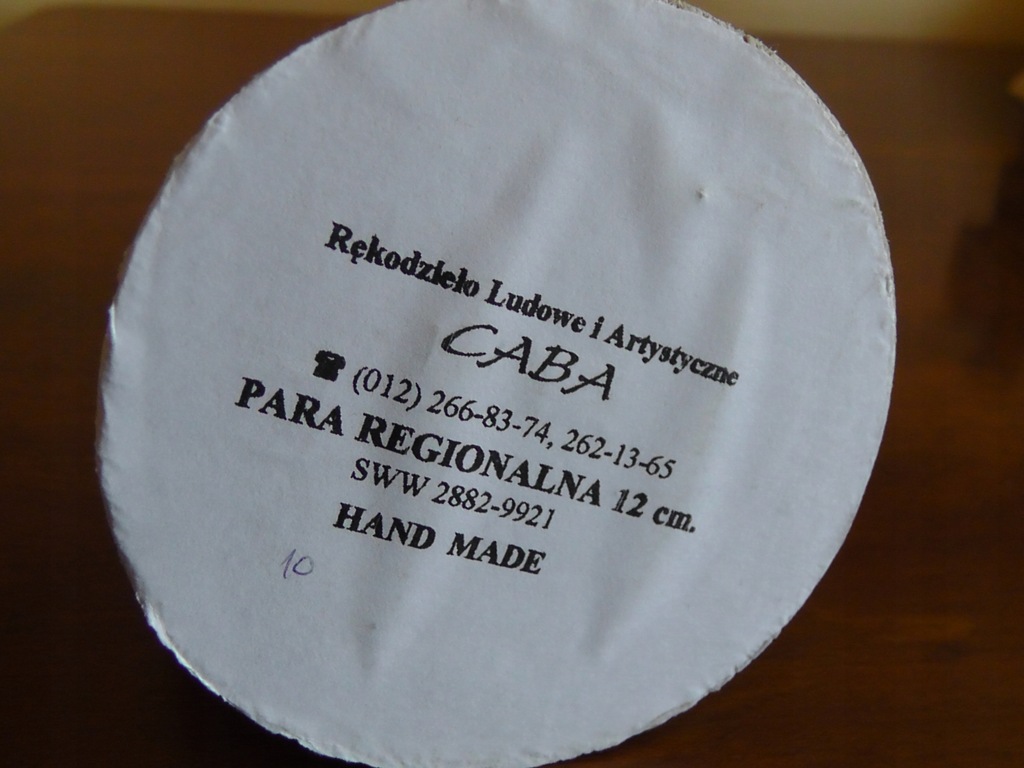 Rękodzieło Ludowe i Artystyczne
CABA
☎ (012) 266-83-74, 262-13-65
PARA REGIONALNA 12 cm.
SWW 2882-9921
HAND MADE
10